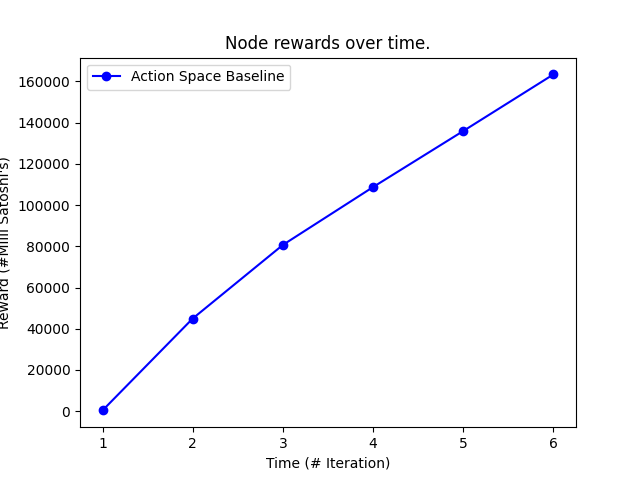 Node rewards over time.
Action Space Baseline
160000
140000
120000
100000
80000
60000
40000
20000
0
Reward (#Milli Satoshi's)
1 2 3 4 5 6
Time (# Iteration)